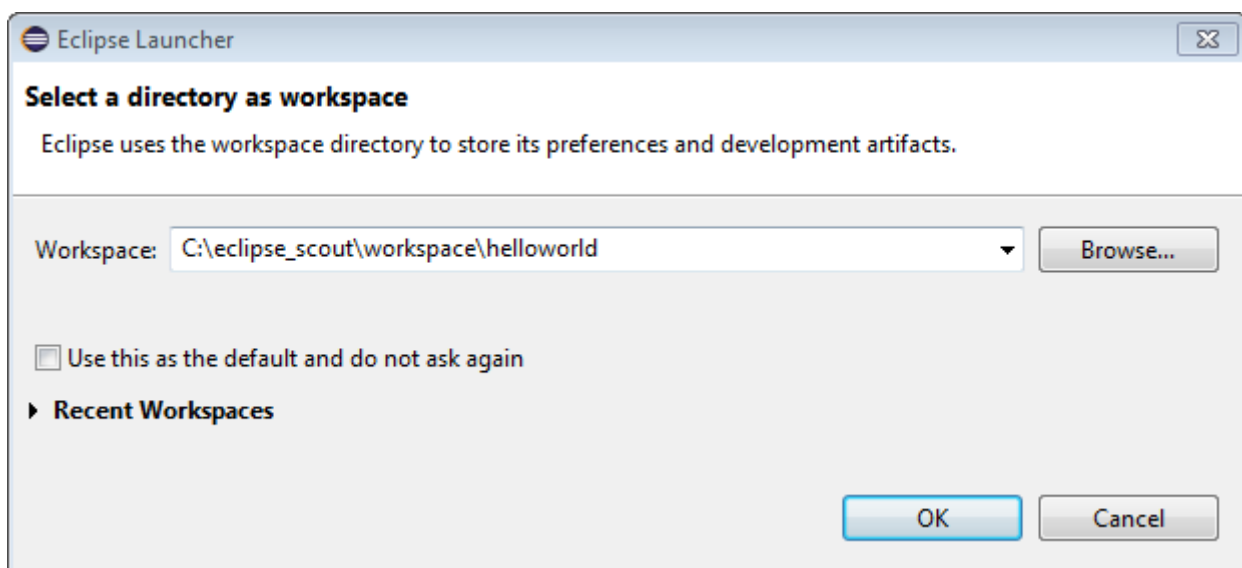 Eclipse Launcher
Select a directory as workspace
Eclipse uses the workspace directory to store its preferences and development artifacts.
Workspace: C:\eclipse_scout\workspace\helloworld Browse...
Use this as the default and do not ask again
Recent Workspaces
OK Cancel